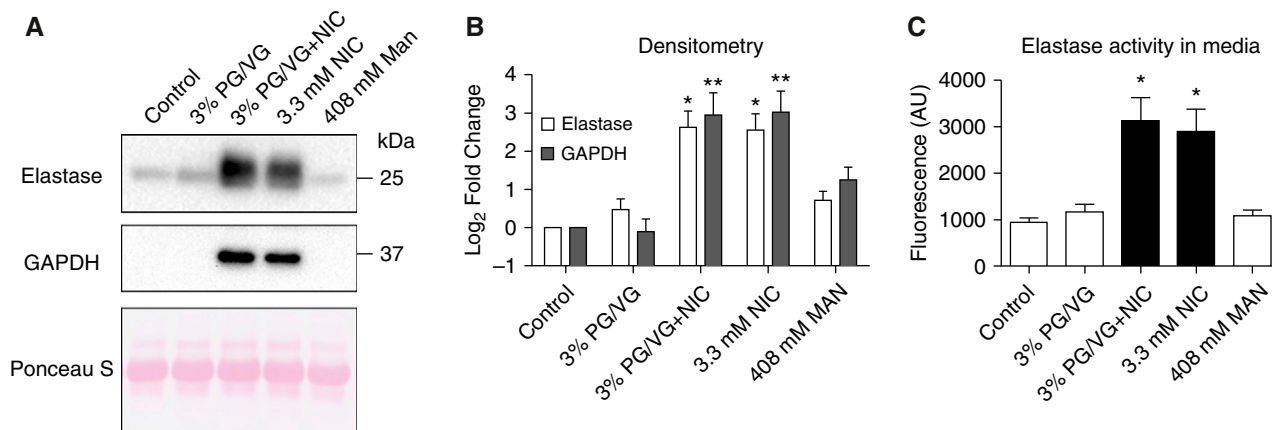 A
Control
3% PG/VG
3% PG/VG+NIC
3.3 mM NIC
408 mM Man
kDa
Elastase
25
GAPDH
37
Ponceau S
B
Densitometry
Log2 Fold Change
4
3
2
1
0
–1
* ** * **
Elastase
GAPDH
Control
3% PG/VG
3% PG/VG+NIC
3.3 mM NIC
408 mM MAN
C
Elastase activity in media
Fluorescence (AU)
4000
3000
2000
1000
0
* *
Control
3% PG/VG
3% PG/VG+NIC
3.3 mM NIC
408 mM MAN